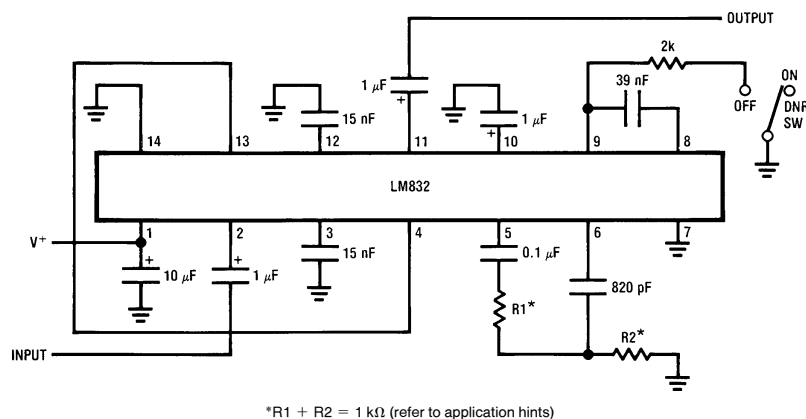 OUTPUT
2k
1 μF
+
39 nF
ON
OFF
DNR
SW
15 nF
1 μF
+
14
13
12
11
10
9
8
LM832
1
2
3
4
5
6
7
V+
+
10 μF
+
1 μF
15 nF
0.1 μF
820 pF
R1*
R2*
INPUT
*R1 + R2 = 1 kΩ (refer to application hints)